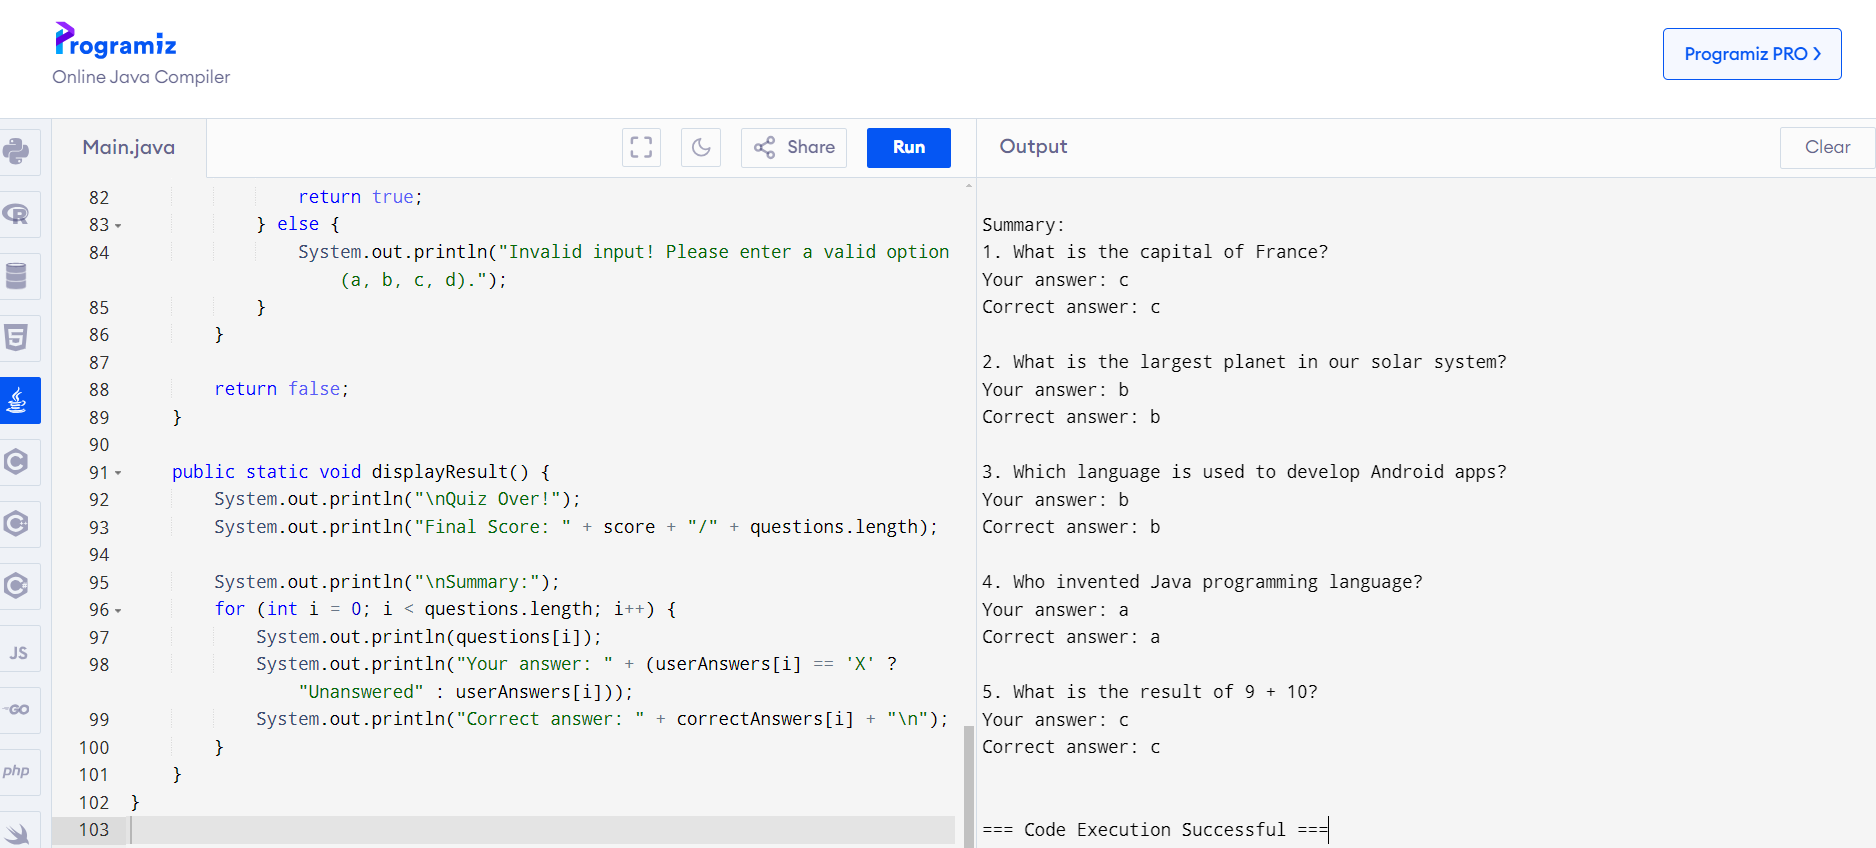 Programiz
Online Java Compiler
Programiz PRO >
Main.java
Share
Run
Output
Clear
82 return true;
83 } else {
84 System.out.println("Invalid input! Please enter a valid option
(a, b, c, d).");
85 }
86 }
87
88 return false;
89 }
90
91 public static void displayResult() {
92 System.out.println("\nQuiz Over!");
93 System.out.println("Final Score: " + score + "/" + questions.length);
94
95 System.out.println("\nSummary:");
96 for (int i = 0; i < questions.length; i++) {
97 System.out.println(questions[i]);
98 System.out.println("Your answer: " + (userAnswers[i] == 'X' ?
"Unanswered" : userAnswers[i]));
99 System.out.println("Correct answer: " + correctAnswers[i] + "\n");
100 }
101 }
102 }
103
JS
GO
php
Summary:
1. What is the capital of France?
Your answer: c
Correct answer: c
2. What is the largest planet in our solar system?
Your answer: b
Correct answer: b
3. Which language is used to develop Android apps?
Your answer: b
Correct answer: b
4. Who invented Java programming language?
Your answer: a
Correct answer: a
5. What is the result of 9 + 10?
Your answer: c
Correct answer: c
=== Code Execution Successful ===